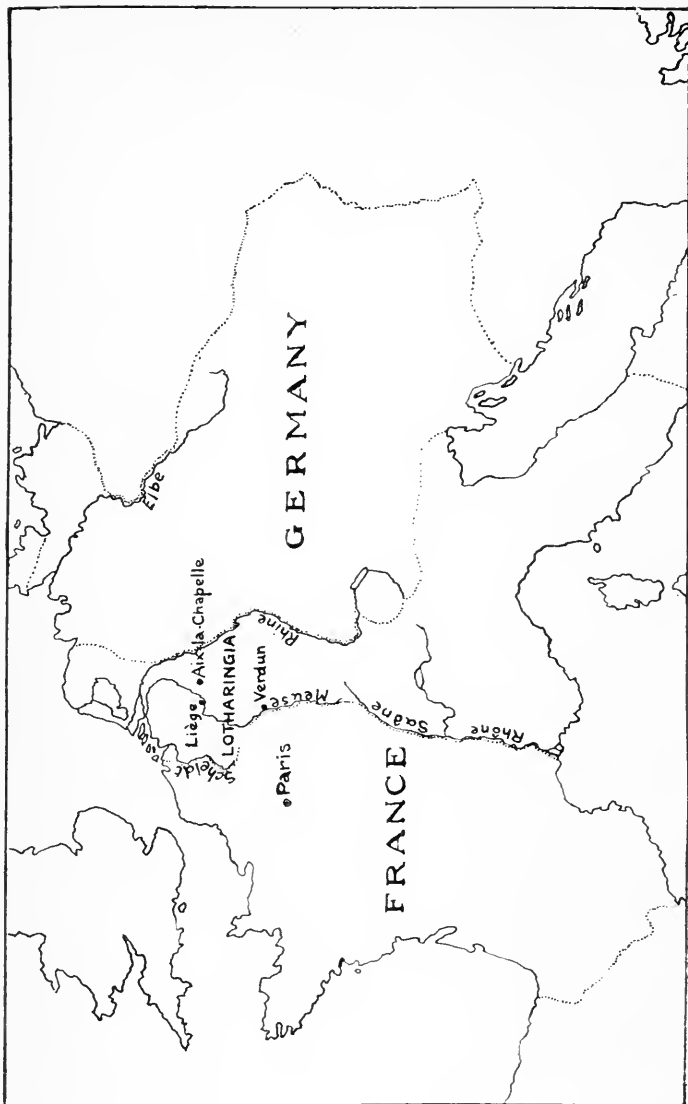 GERMANY
Elbe
Aix-la-Chapelle
Rhine
LOTHARINGIA
Verdun
Liège
Meuse
Scheldt
Saône
Rhône
Paris
FRANCE